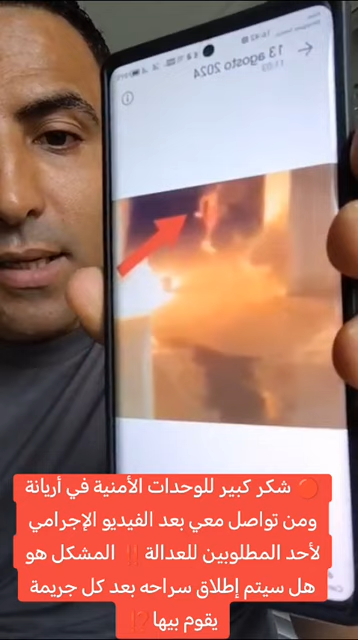 13 agosto 2024
🔴 شكر كبير للوحدات الأمنية في أريانة
ومن تواصل معي بعد الفيديو الإجرامي
لأحد المطلوبين للعدالة‼️ المشكل هو
هل سيتم إطلاق سراحه بعد كل جريمة
يقوم بيها⁉️